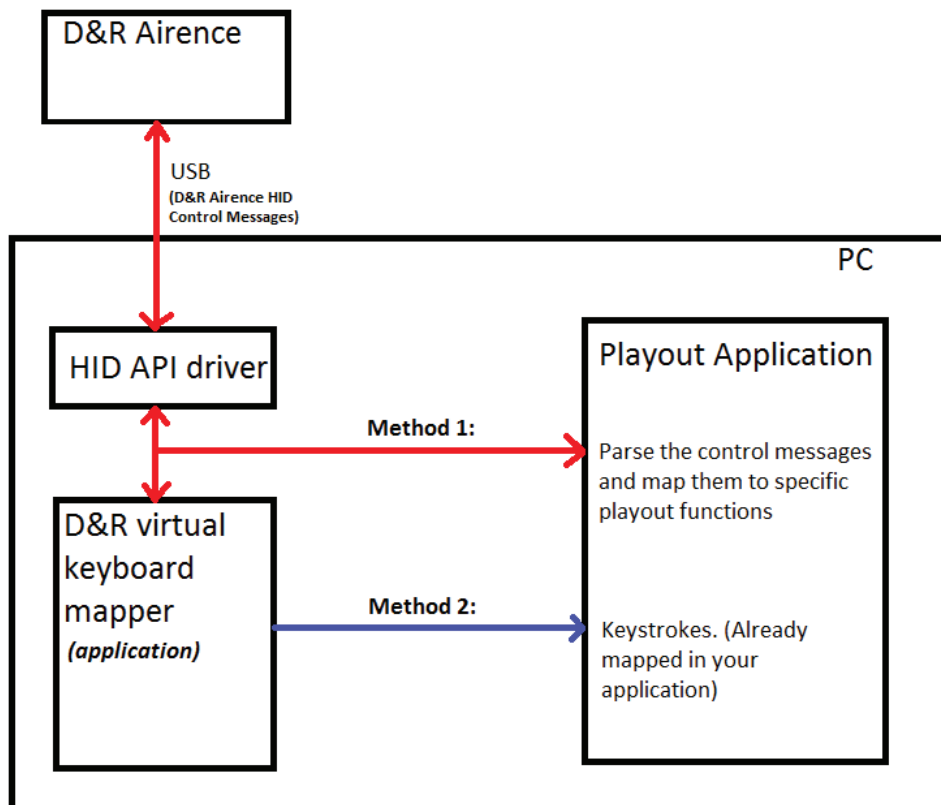 D&R Airence
USB
(D&R Airence HID
Control Messages)
PC
HID API driver
Playout Application
Method 1:
Parse the control messages
and map them to specific
playout functions
D&R virtual
keyboard
mapper
(application)
Method 2:
Keystrokes. (Already
mapped in your
application)